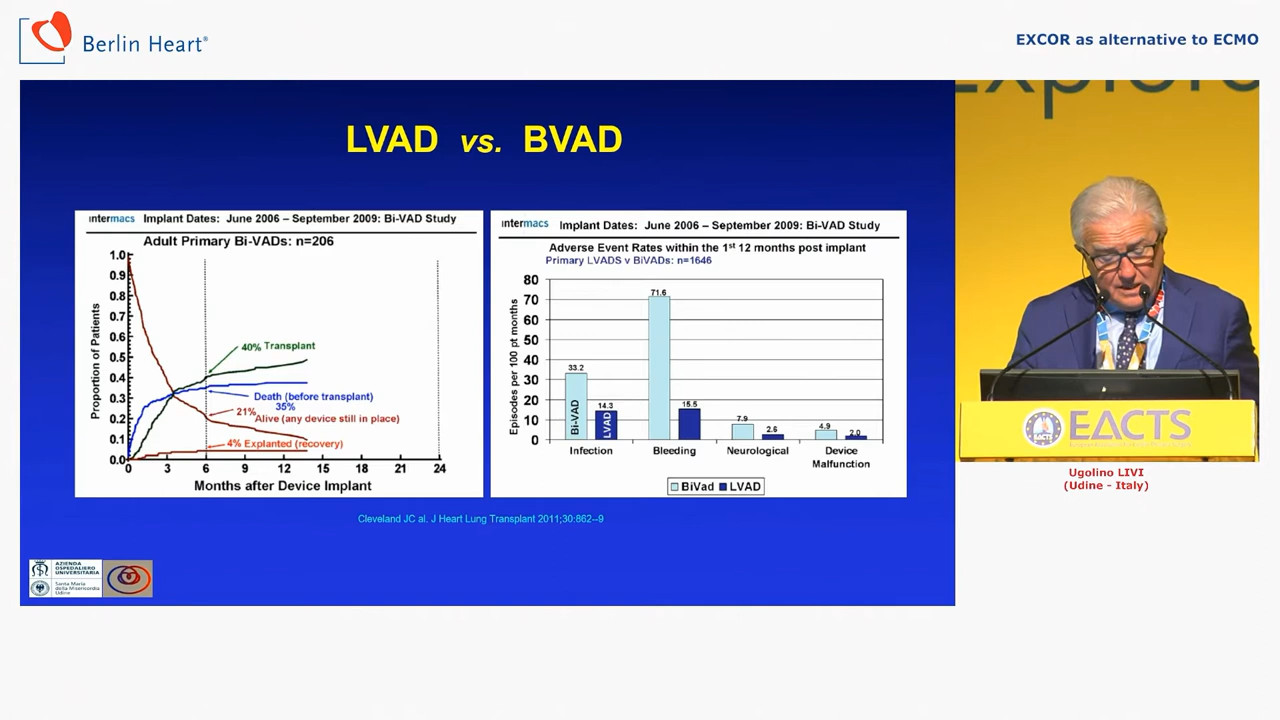 Berlin Heart®
EXCOR as alternative to ECMO
LVAD vs. BVAD
intermacs Implant Dates: June 2006 – September 2009: Bi-VAD Study
Adult Primary Bi-VADs: n=206
Proportion of Patients
1.0
0.9
0.8
0.7
0.6
0.5
0.4
0.3
0.2
0.1
0.0
40% Transplant
Death (before transplant)
35%
21%
Alive (any device still in place)
4% Explanted (recovery)
0 3 6 9 12 15 18 21 24
Months after Device Implant
intermacs Implant Dates: June 2006 – September 2009: Bi-VAD Study
Adverse Event Rates within the 1st 12 months post implant
Primary LVADS v BiVADs: n=1646
Episodes per 100 pt months
80
70
60
50
40
30
20
10
0
33.2
14.3
71.6
15.5
7.9
2.6
4.9
2.0
Bi-VAD
LVAD
Infection
Bleeding
Neurological
Device
Malfunction
BiVad LVAD
Cleveland JC al. J Heart Lung Transplant 2011;30:862–9
AZIENDA
OSPEDALIERO
UNIVERSITARIA
Santa Maria
della Misericordia
Udine
EACTS
Ugolino LIVI
(Udine - Italy)